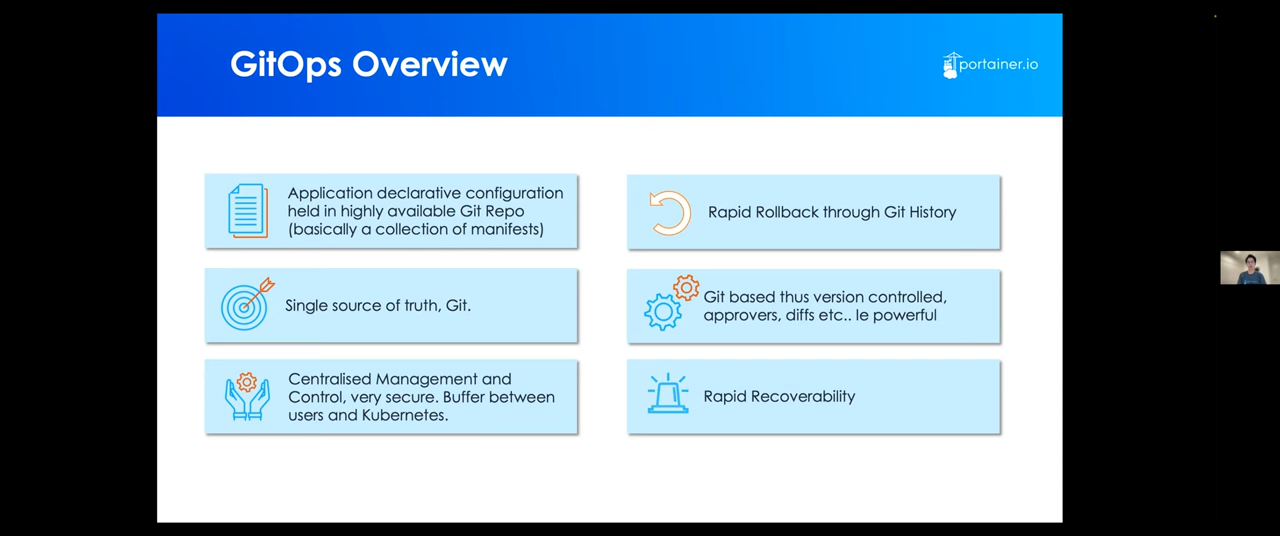 GitOps Overview
portainer.io
Application declarative configuration
held in highly available Git Repo
(basically a collection of manifests)
Rapid Rollback through Git History
Single source of truth, Git.
Git based thus version controlled,
approvers, diffs etc.. Ie powerful
Centralised Management and
Control, very secure. Buffer between
users and Kubernetes.
Rapid Recoverability